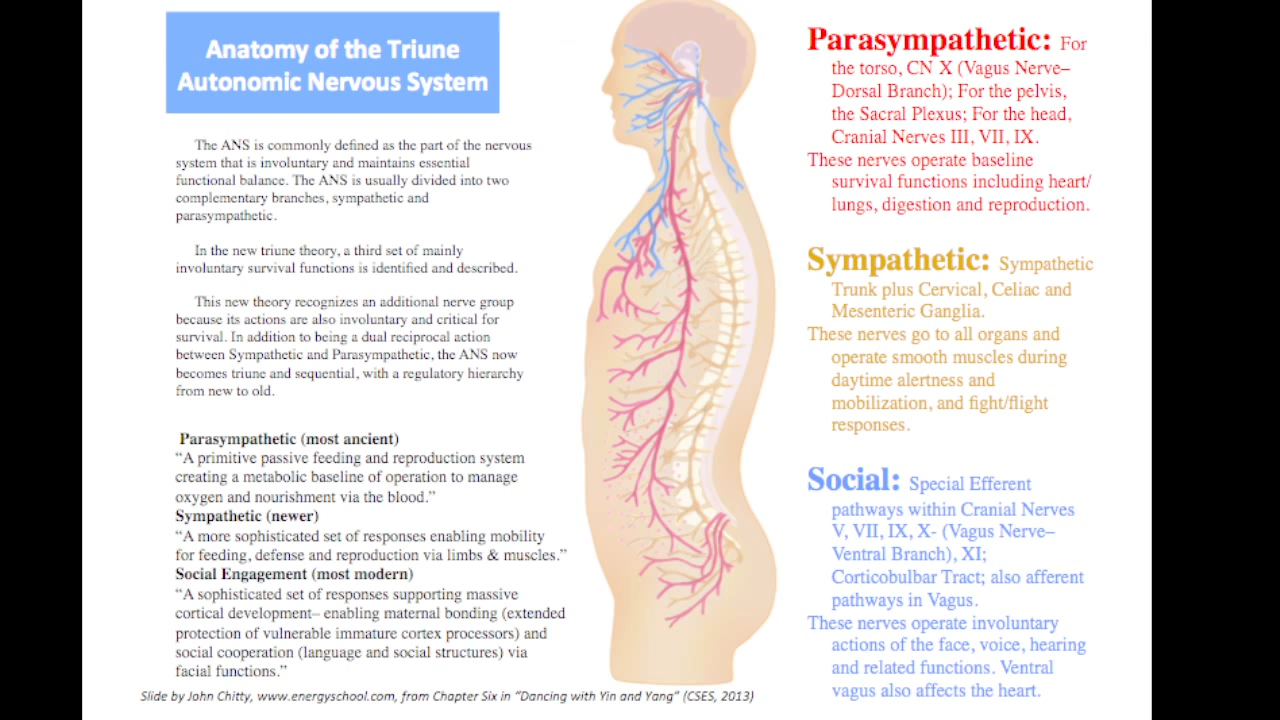 Anatomy of the Triune
Autonomic Nervous System
The ANS is commonly defined as the part of the nervous
system that is involuntary and maintains essential
functional balance. The ANS is usually divided into two
complementary branches, sympathetic and
parasympathetic.
In the new triune theory, a third set of mainly
involuntary survival functions is identified and described.
This new theory recognizes an additional nerve group
because its actions are also involuntary and critical for
survival. In addition to being a dual reciprocal action
between Sympathetic and Parasympathetic, the ANS now
becomes triune and sequential, with a regulatory hierarchy
from new to old.
Parasympathetic (most ancient)
“A primitive passive feeding and reproduction system
creating a metabolic baseline of operation to manage
oxygen and nourishment via the blood.”
Sympathetic (newer)
“A more sophisticated set of responses enabling mobility
for feeding, defense and reproduction via limbs & muscles.”
Social Engagement (most modern)
“A sophisticated set of responses supporting massive
cortical development– enabling maternal bonding (extended
protection of vulnerable immature cortex processors) and
social cooperation (language and social structures) via
facial functions.”
Slide by John Chitty, www.energyschool.com, from Chapter Six in “Dancing with Yin and Yang” (CSES, 2013)
Parasympathetic: For
the torso, CN X (Vagus Nerve–
Dorsal Branch); For the pelvis,
the Sacral Plexus; For the head,
Cranial Nerves III, VII, IX.
These nerves operate baseline
survival functions including heart/
lungs, digestion and reproduction.
Sympathetic: Sympathetic
Trunk plus Cervical, Celiac and
Mesenteric Ganglia.
These nerves go to all organs and
operate smooth muscles during
daytime alertness and
mobilization, and fight/flight
responses.
Social: Special Efferent
pathways within Cranial Nerves
V, VII, IX, X- (Vagus Nerve–
Ventral Branch), XI;
Corticobulbar Tract; also afferent
pathways in Vagus.
These nerves operate involuntary
actions of the face, voice, hearing
and related functions. Ventral
vagus also affects the heart.